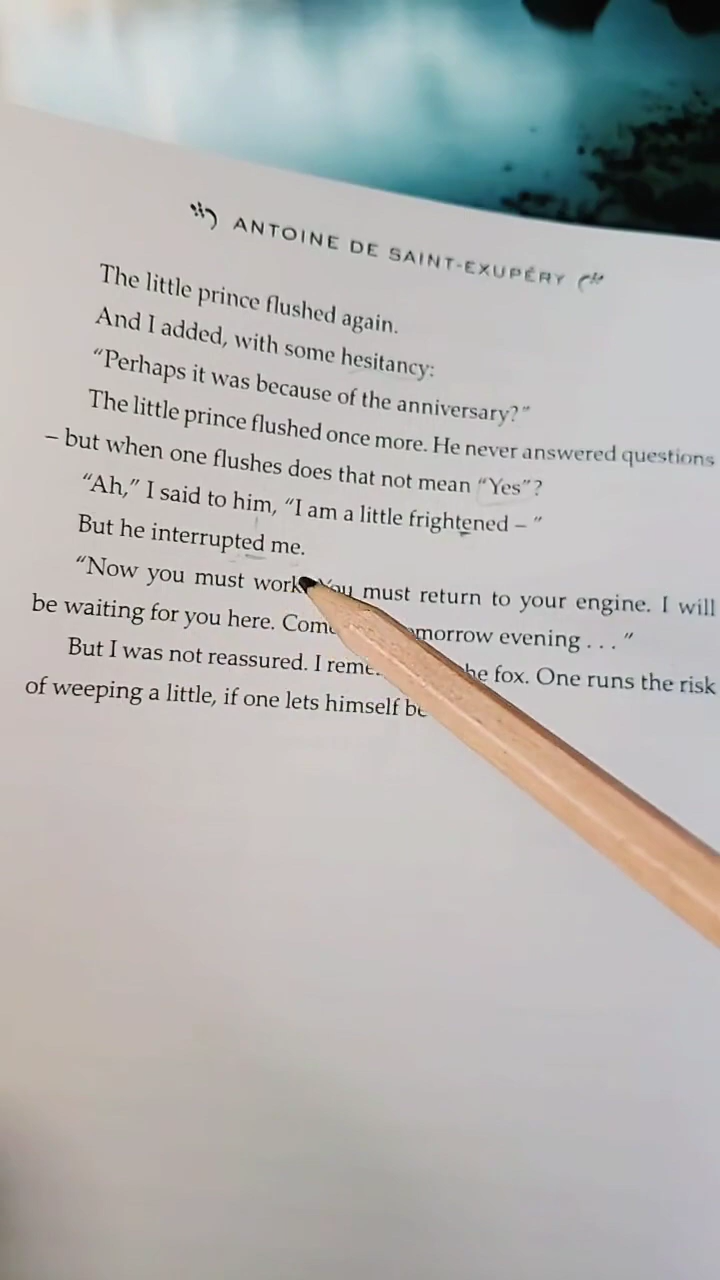 ANTOINE DE SAINT-EXUPÉRY
The little prince flushed again.
And I added, with some hesitancy:
“Perhaps it was because of the anniversary?”
The little prince flushed once more. He never answered questions
– but when one flushes does that not mean “Yes”?
“Ah,” I said to him, “I am a little frightened – ”
But he interrupted me.
“Now you must work. You must return to your engine. I will
be waiting for you here. Come tomorrow evening . . . ”
But I was not reassured. I the fox. One runs the risk
of weeping a little, if one lets himself